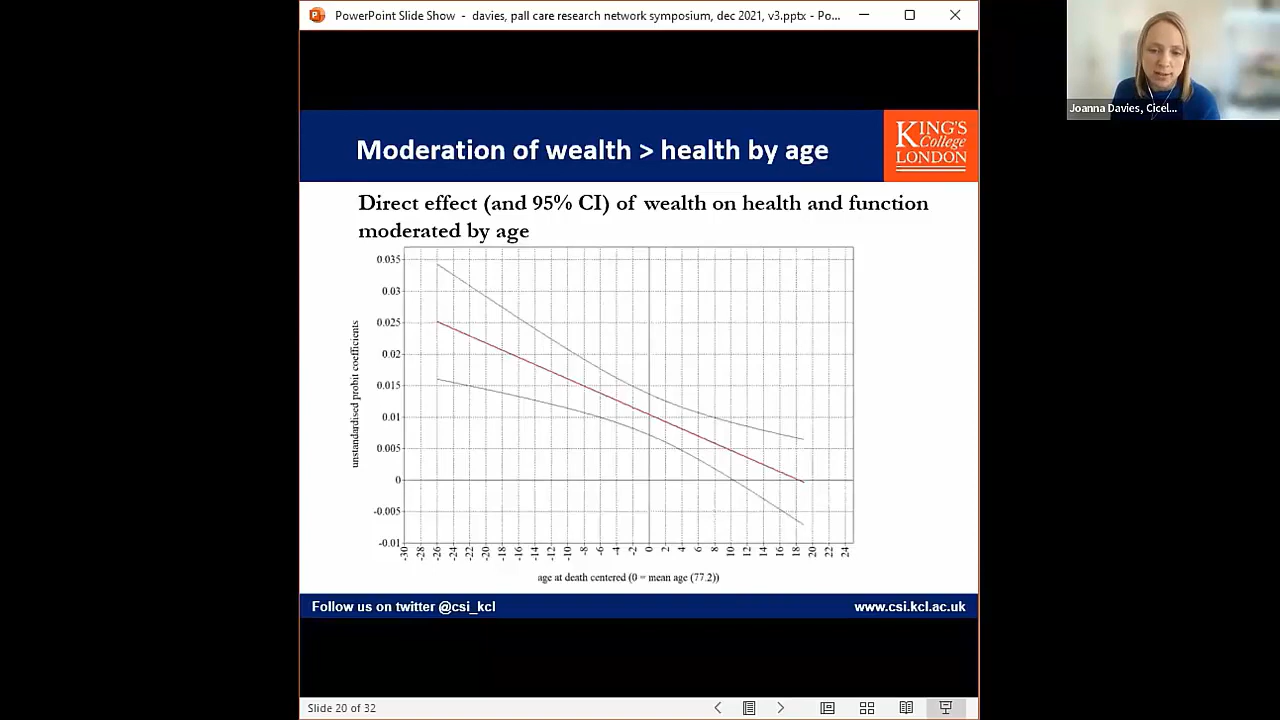 PowerPoint Slide Show - davies, pall care research network symposium, dec 2021, v3.pptx - Po...
Joanna Davies, Cicel...
Moderation of wealth > health by age
KING'S
College
LONDON
Direct effect (and 95% CI) of wealth on health and function
moderated by age
unstandardised probit coefficients
0.035
0.03
0.025
0.02
0.015
0.01
0.005
0
-0.005
-0.01
-30 -28 -26 -24 -22 -20 -18 -16 -14 -12 -10 -8 -6 -4 -2 0 2 4 6 8 10 12 14 16 18 20 22 24
age at death centered (0 = mean age (77.2))
Follow us on twitter @csi_kcl
www.csi.kcl.ac.uk
Slide 20 of 32